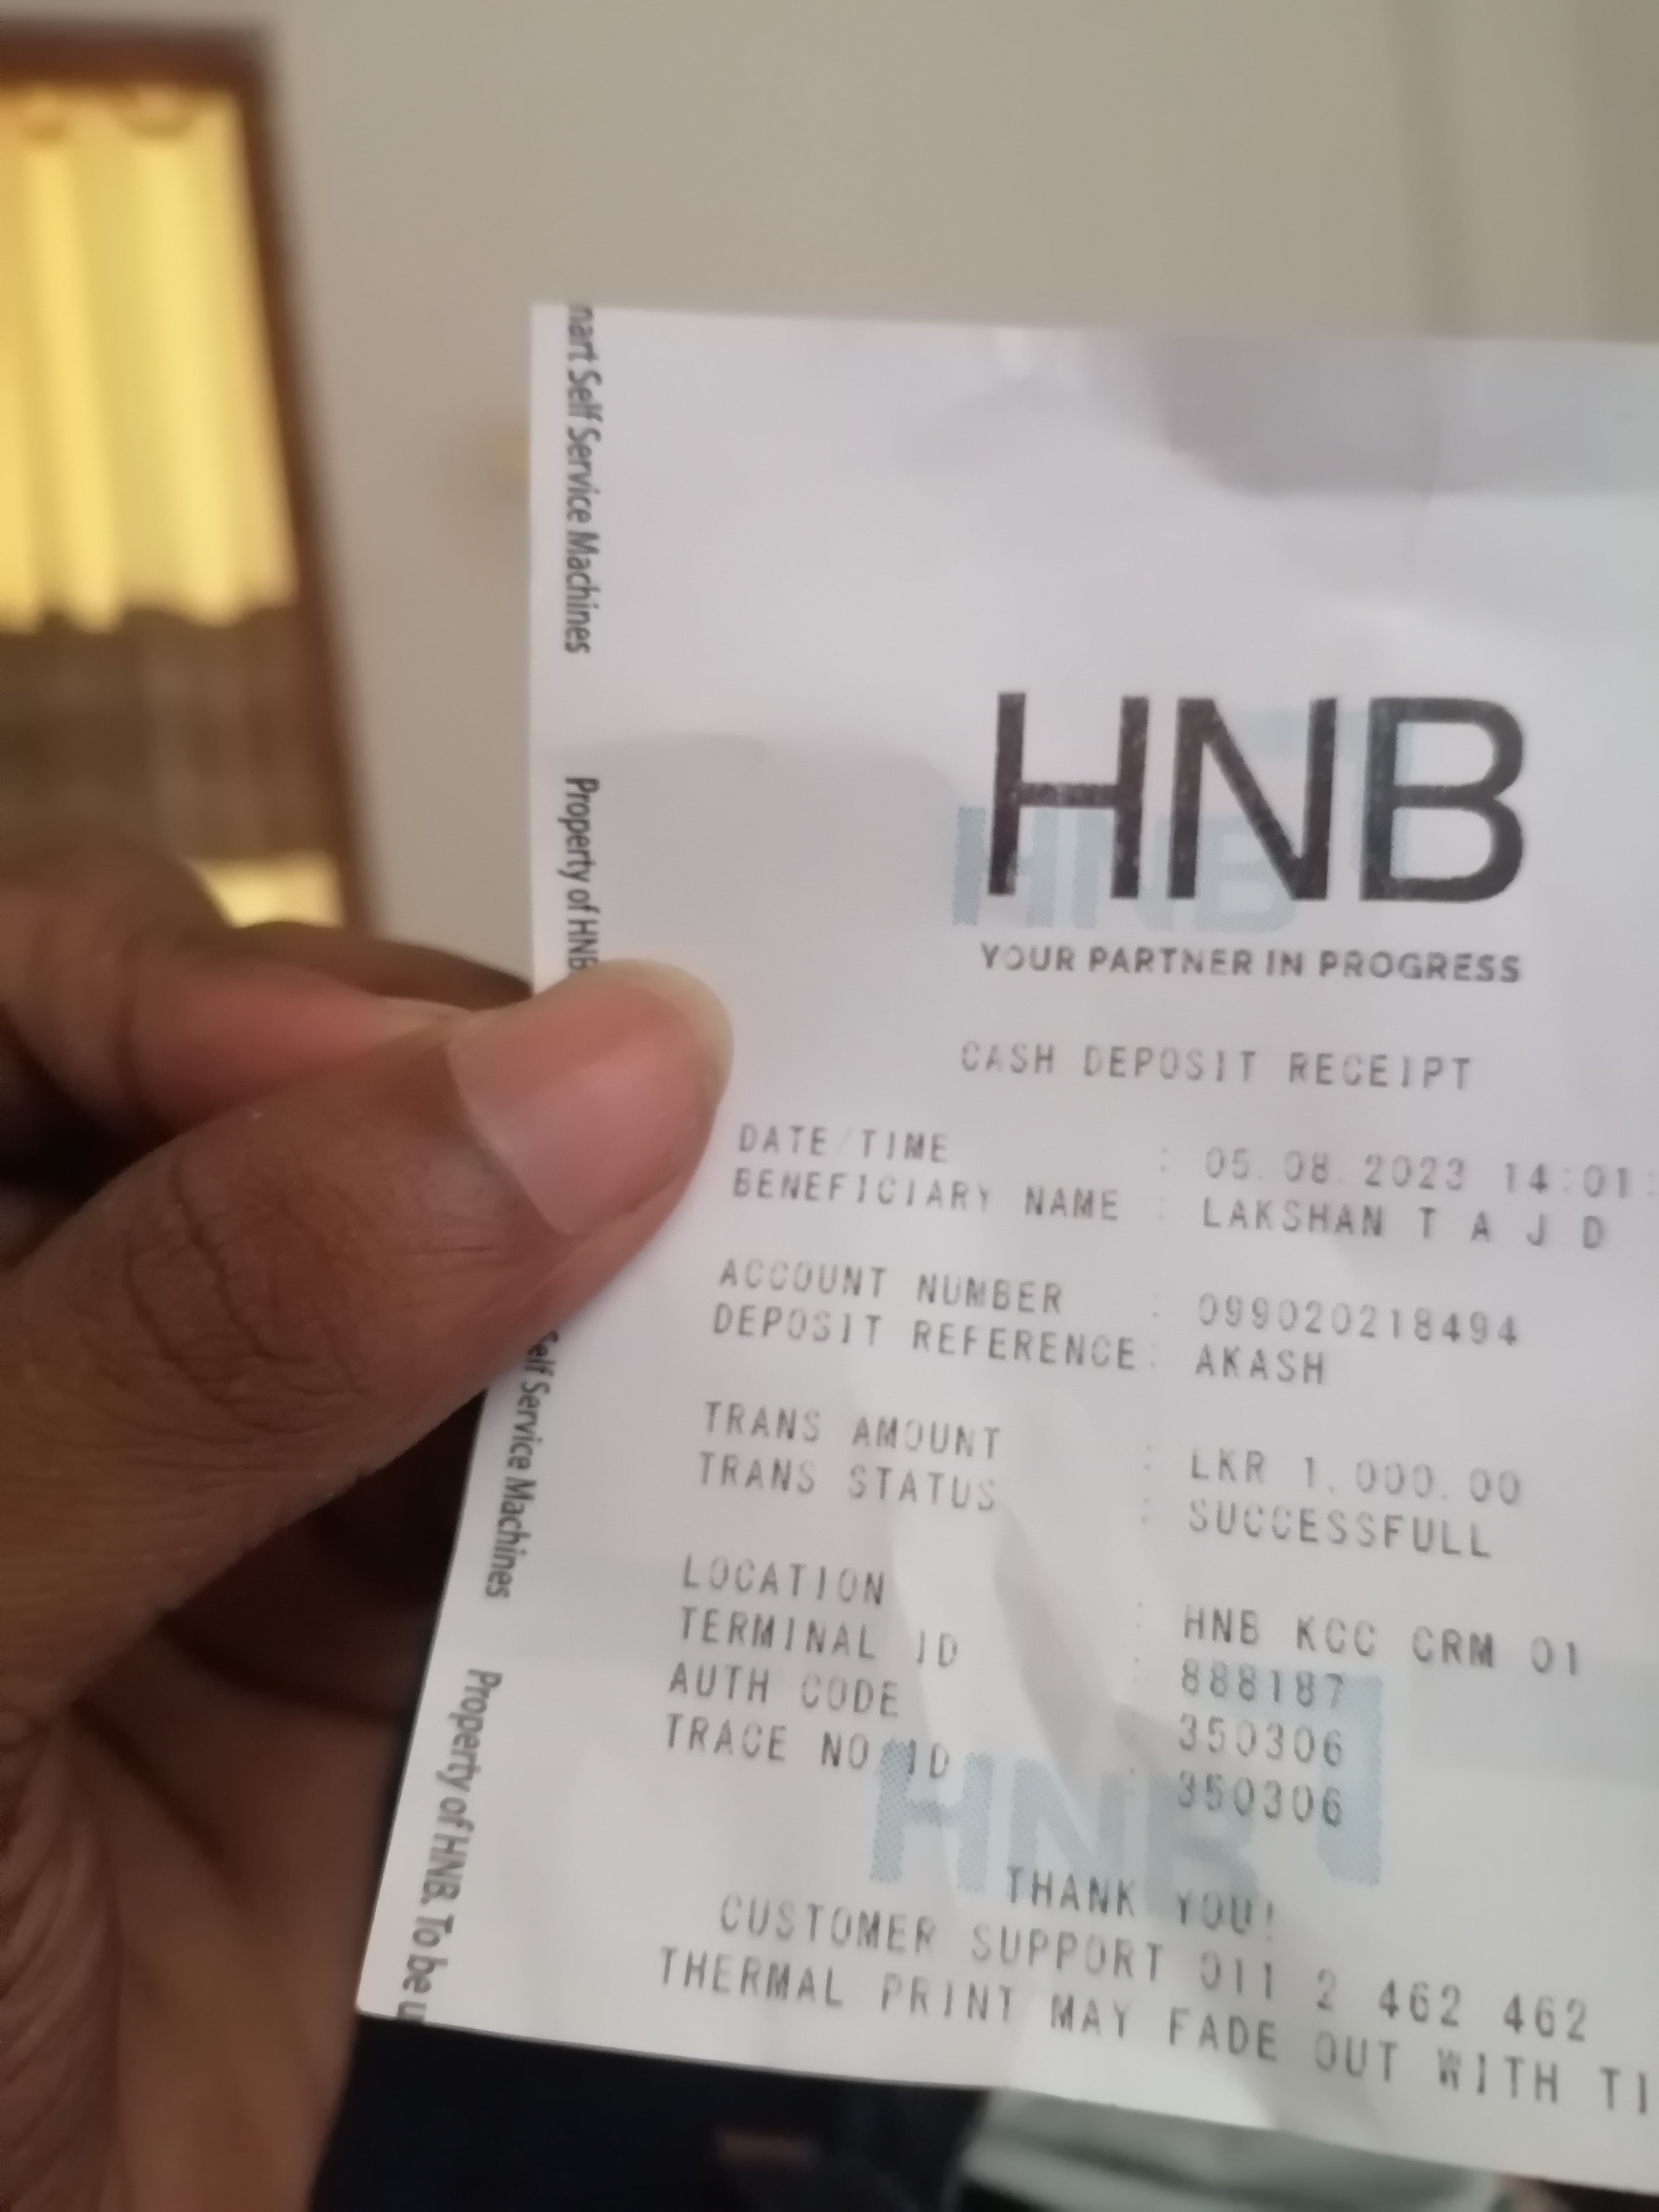 nart Self Service Machines
Property of HNB
Self Service Machines
Property of HNB. To be u
HNB
HNB
YOUR PARTNER IN PROGRESS
CASH DEPOSIT RECEIPT
DATE/TIME : 05.08.2023 14:01:
BENEFICIARY NAME : LAKSHAN T A J D
ACCOUNT NUMBER : 099020218494
DEPOSIT REFERENCE: AKASH
TRANS AMOUNT : LKR 1,000.00
TRANS STATUS : SUCCESSFULL
LOCATION : HNB KCC CRM 01
TERMINAL ID : 888187
AUTH CODE : 350306
TRACE NO ID : 350306
HNB
THANK YOU!
CUSTOMER SUPPORT 011 2 462 462
THERMAL PRINT MAY FADE OUT WITH TI